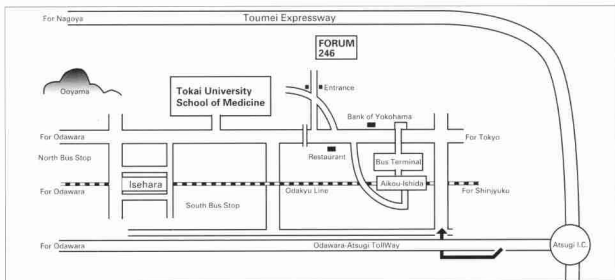 For Nagoya
Toumei Expressway
FORUM
246
Ooyama
Tokai University
School of Medicine
Entrance
Bank of Yokohama
For Odawara
For Tokyo
North Bus Stop
Restaurant
Bus Terminal
For Odawara
Isehara
Odakyu Line
Aikou-Ishida
For Shinjyuku
South Bus Stop
For Odawara
Odawara-Atsugi TollWay
Atsugi I.C.